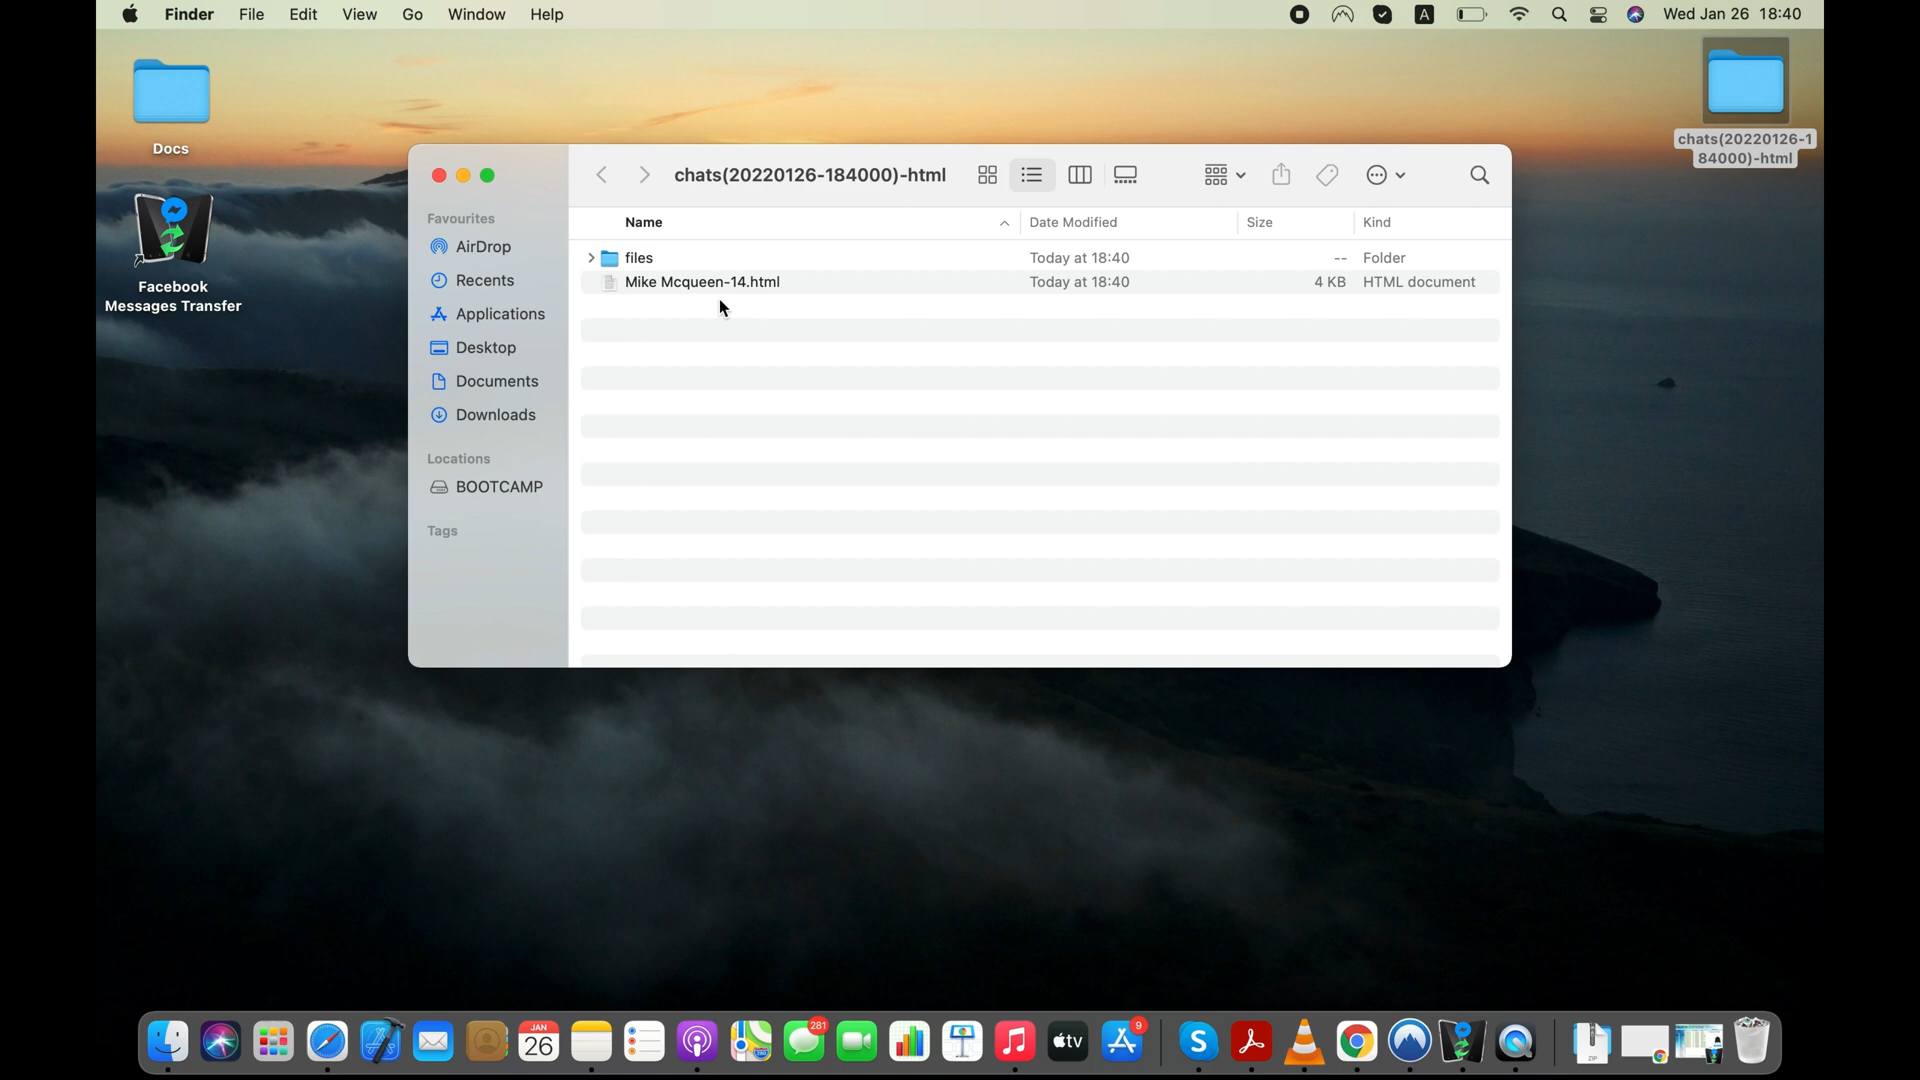 Finder File Edit View Go Window Help
A
Wed Jan 26 18:40
Docs
Facebook
Messages Transfer
chats(20220126-1
84000)-html
chats(20220126-184000)-html
Favourites
AirDrop
Recents
Applications
Desktop
Documents
Downloads
Locations
BOOTCAMP
Tags
Name Date Modified Size Kind
files Today at 18:40 -- Folder
Mike Mcqueen-14.html Today at 18:40 4 KB HTML document
JAN
26
281
tv
9
S
ZIP